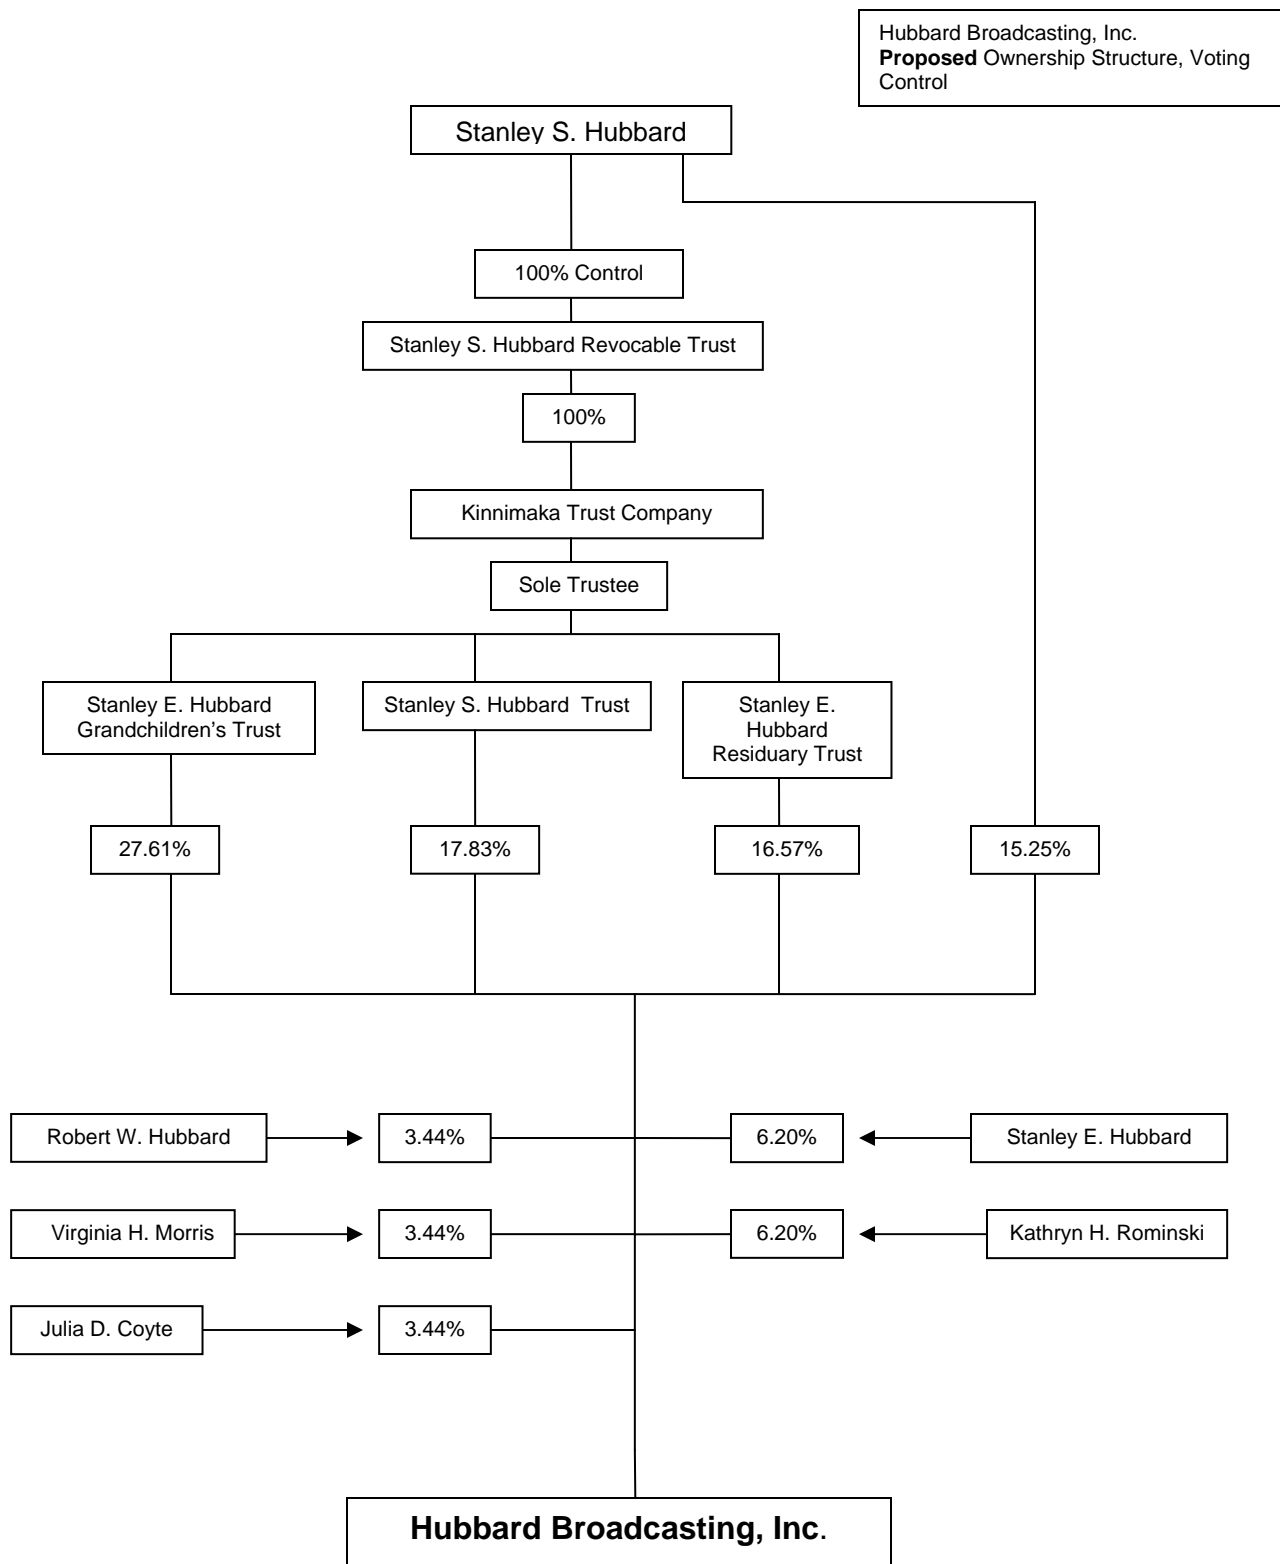 Hubbard Broadcasting, Inc.
Proposed Ownership Structure, Voting
Control
Stanley S. Hubbard
100% Control
Stanley S. Hubbard Revocable Trust
100%
Kinnimaka Trust Company
Sole Trustee
Stanley E. Hubbard
Grandchildren's Trust
Stanley S. Hubbard Trust
Stanley E.
Hubbard
Residuary Trust
27.61%
17.83%
16.57%
15.25%
Robert W. Hubbard
3.44%
6.20%
Stanley E. Hubbard
Virginia H. Morris
3.44%
6.20%
Kathryn H. Rominski
Julia D. Coyte
3.44%
Hubbard Broadcasting, Inc.